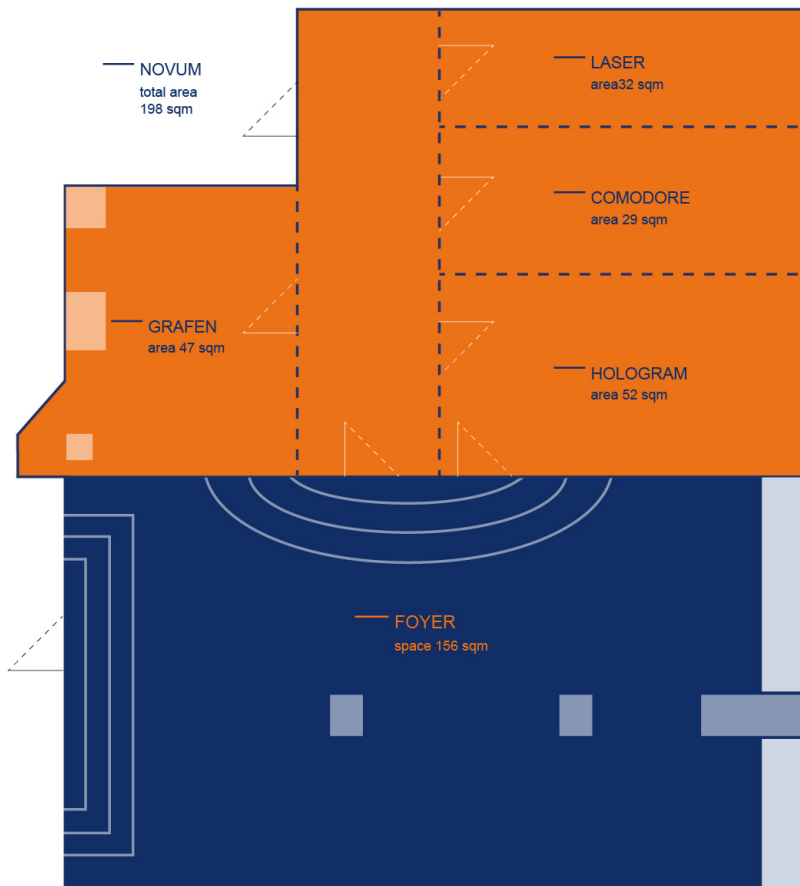 NOVUM
total area
198 sqm
LASER
area32 sqm
COMODORE
area 29 sqm
GRAFEN
area 47 sqm
HOLOGRAM
area 52 sqm
FOYER
space 156 sqm